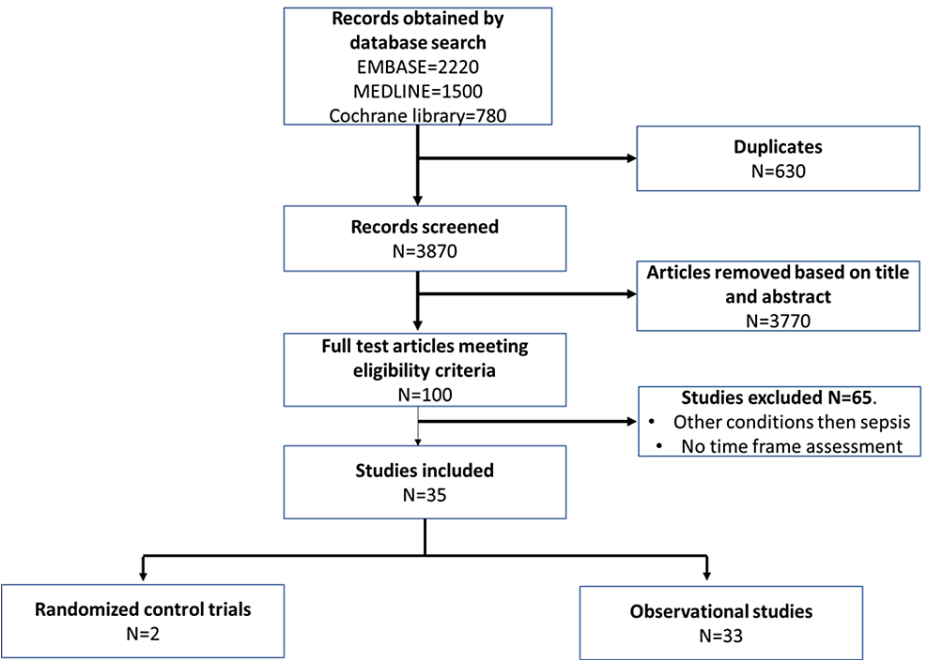 Records obtained by
database search
EMBASE=2220
MEDLINE=1500
Cochrane library=780
Duplicates
N=630
Records screened
N=3870
Articles removed based on title
and abstract
N=3770
Full test articles meeting
eligibility criteria
N=100
Studies excluded N=65.
• Other conditions then sepsis
• No time frame assessment
Studies included
N=35
Randomized control trials
N=2
Observational studies
N=33